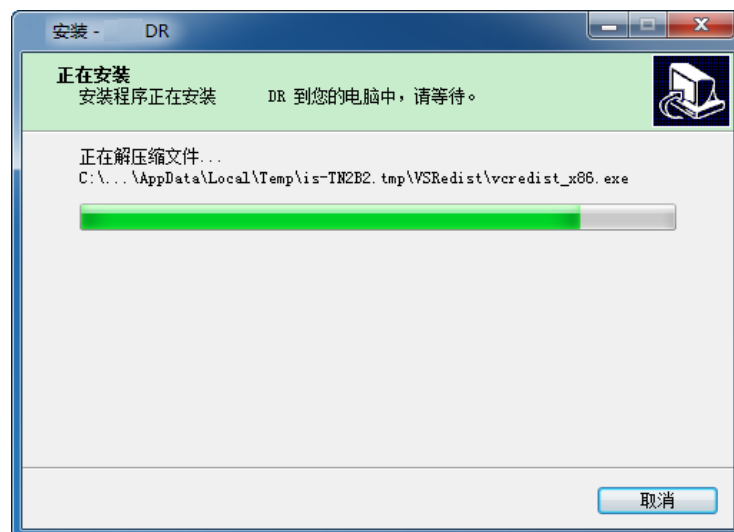 安装 - DR
正在安装
安装程序正在安装 DR 到您的电脑中，请等待。
正在解压缩文件...
C:\...\AppData\Local\Temp\is-TN2B2.tmp\VSRedist\vcredist_x86.exe
取消